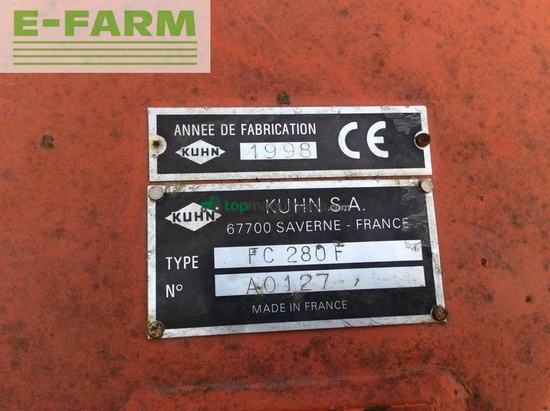 E-FARM
ANNEE DE FABRICATION
KUHN 1998 CE
KUHN KUHN S.A.
67700 SAVERNE - FRANCE
TYPE FC 280 F
N° A0127
MADE IN FRANCE